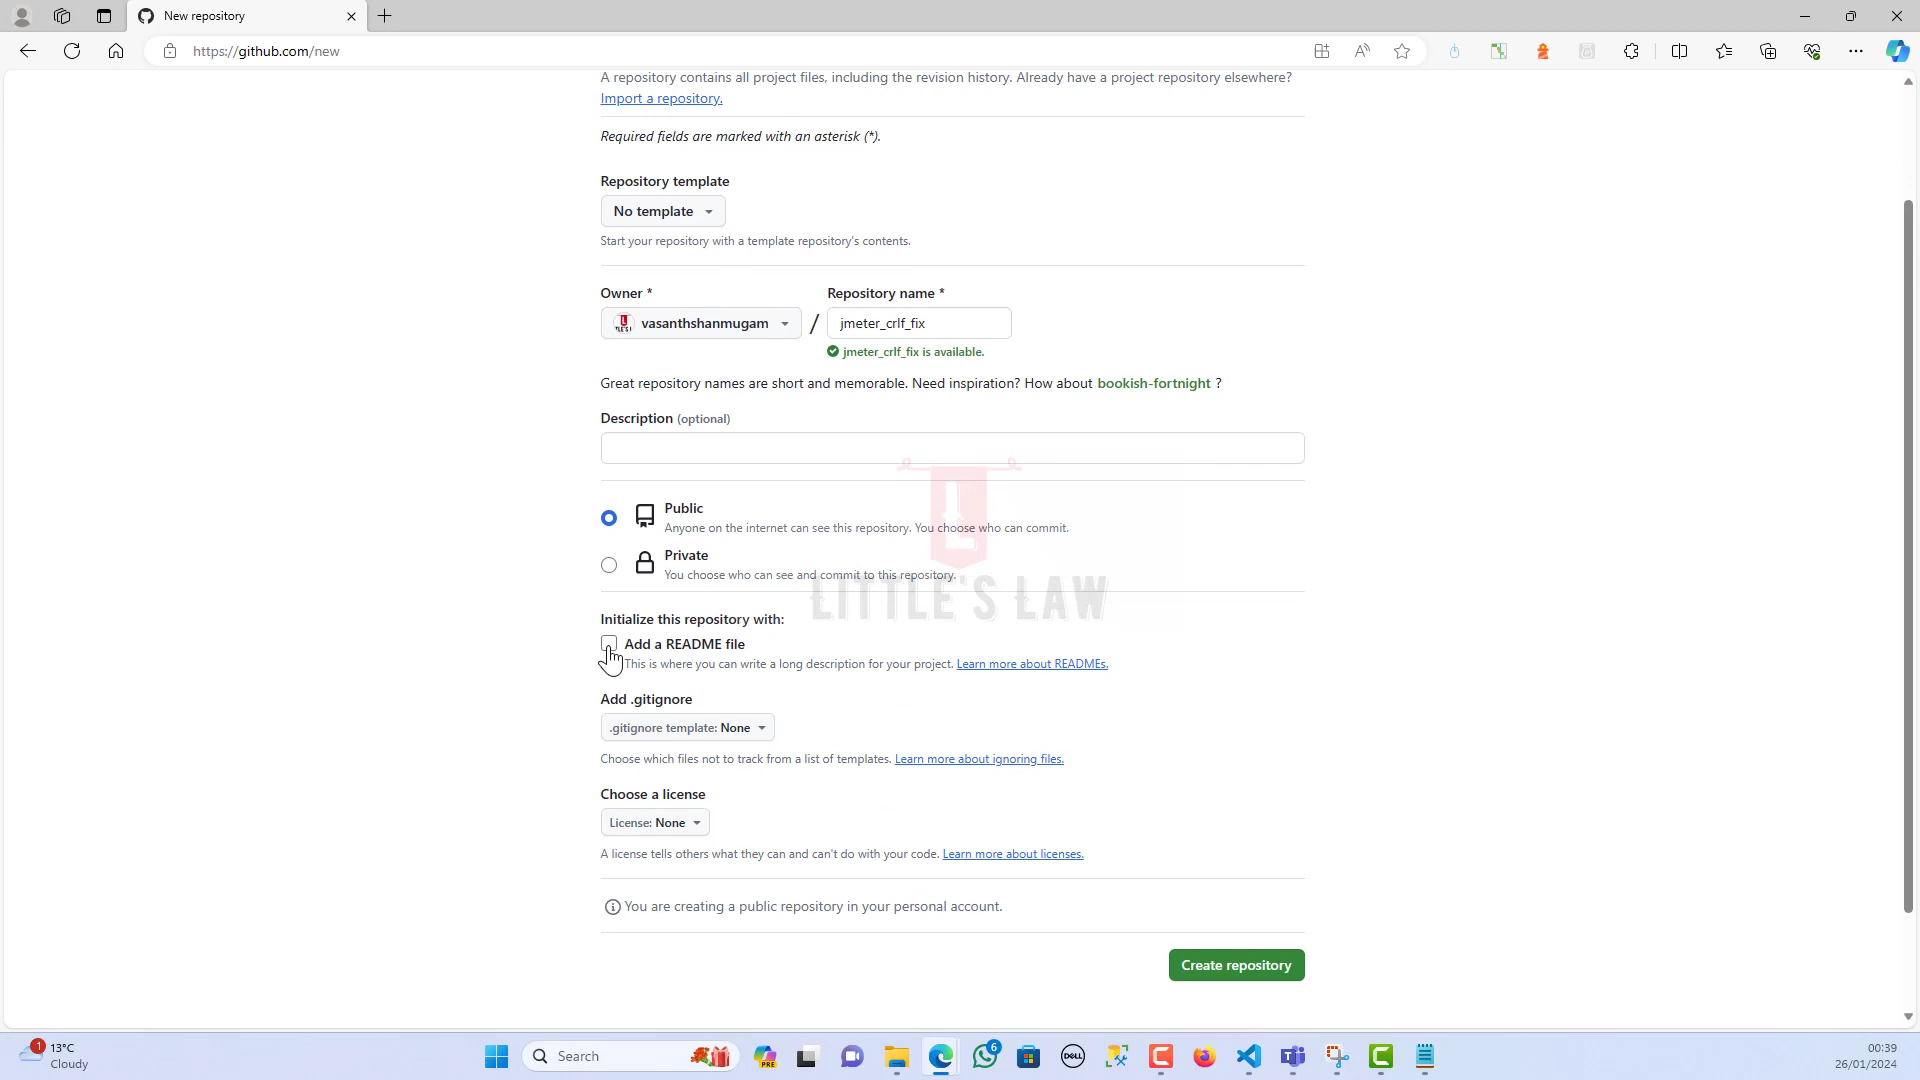 New repository
https://github.com/new
A repository contains all project files, including the revision history. Already have a project repository elsewhere?
Import a repository.
Required fields are marked with an asterisk (*).
Repository template
No template
Start your repository with a template repository's contents.
Owner * Repository name *
vasanthshanmugam / jmeter_crlf_fix
jmeter_crlf_fix is available.
Great repository names are short and memorable. Need inspiration? How about bookish-fortnight ?
Description (optional)
Public
Anyone on the internet can see this repository. You choose who can commit.
Private
You choose who can see and commit to this repository.
LITTLE'S LAW
Initialize this repository with:
Add a README file
This is where you can write a long description for your project. Learn more about READMEs.
Add .gitignore
.gitignore template: None
Choose which files not to track from a list of templates. Learn more about ignoring files.
Choose a license
License: None
A license tells others what they can and can't do with your code. Learn more about licenses.
You are creating a public repository in your personal account.
Create repository
1 13°C
Cloudy
Search
PRE
DELL
6
00:39
26/01/2024